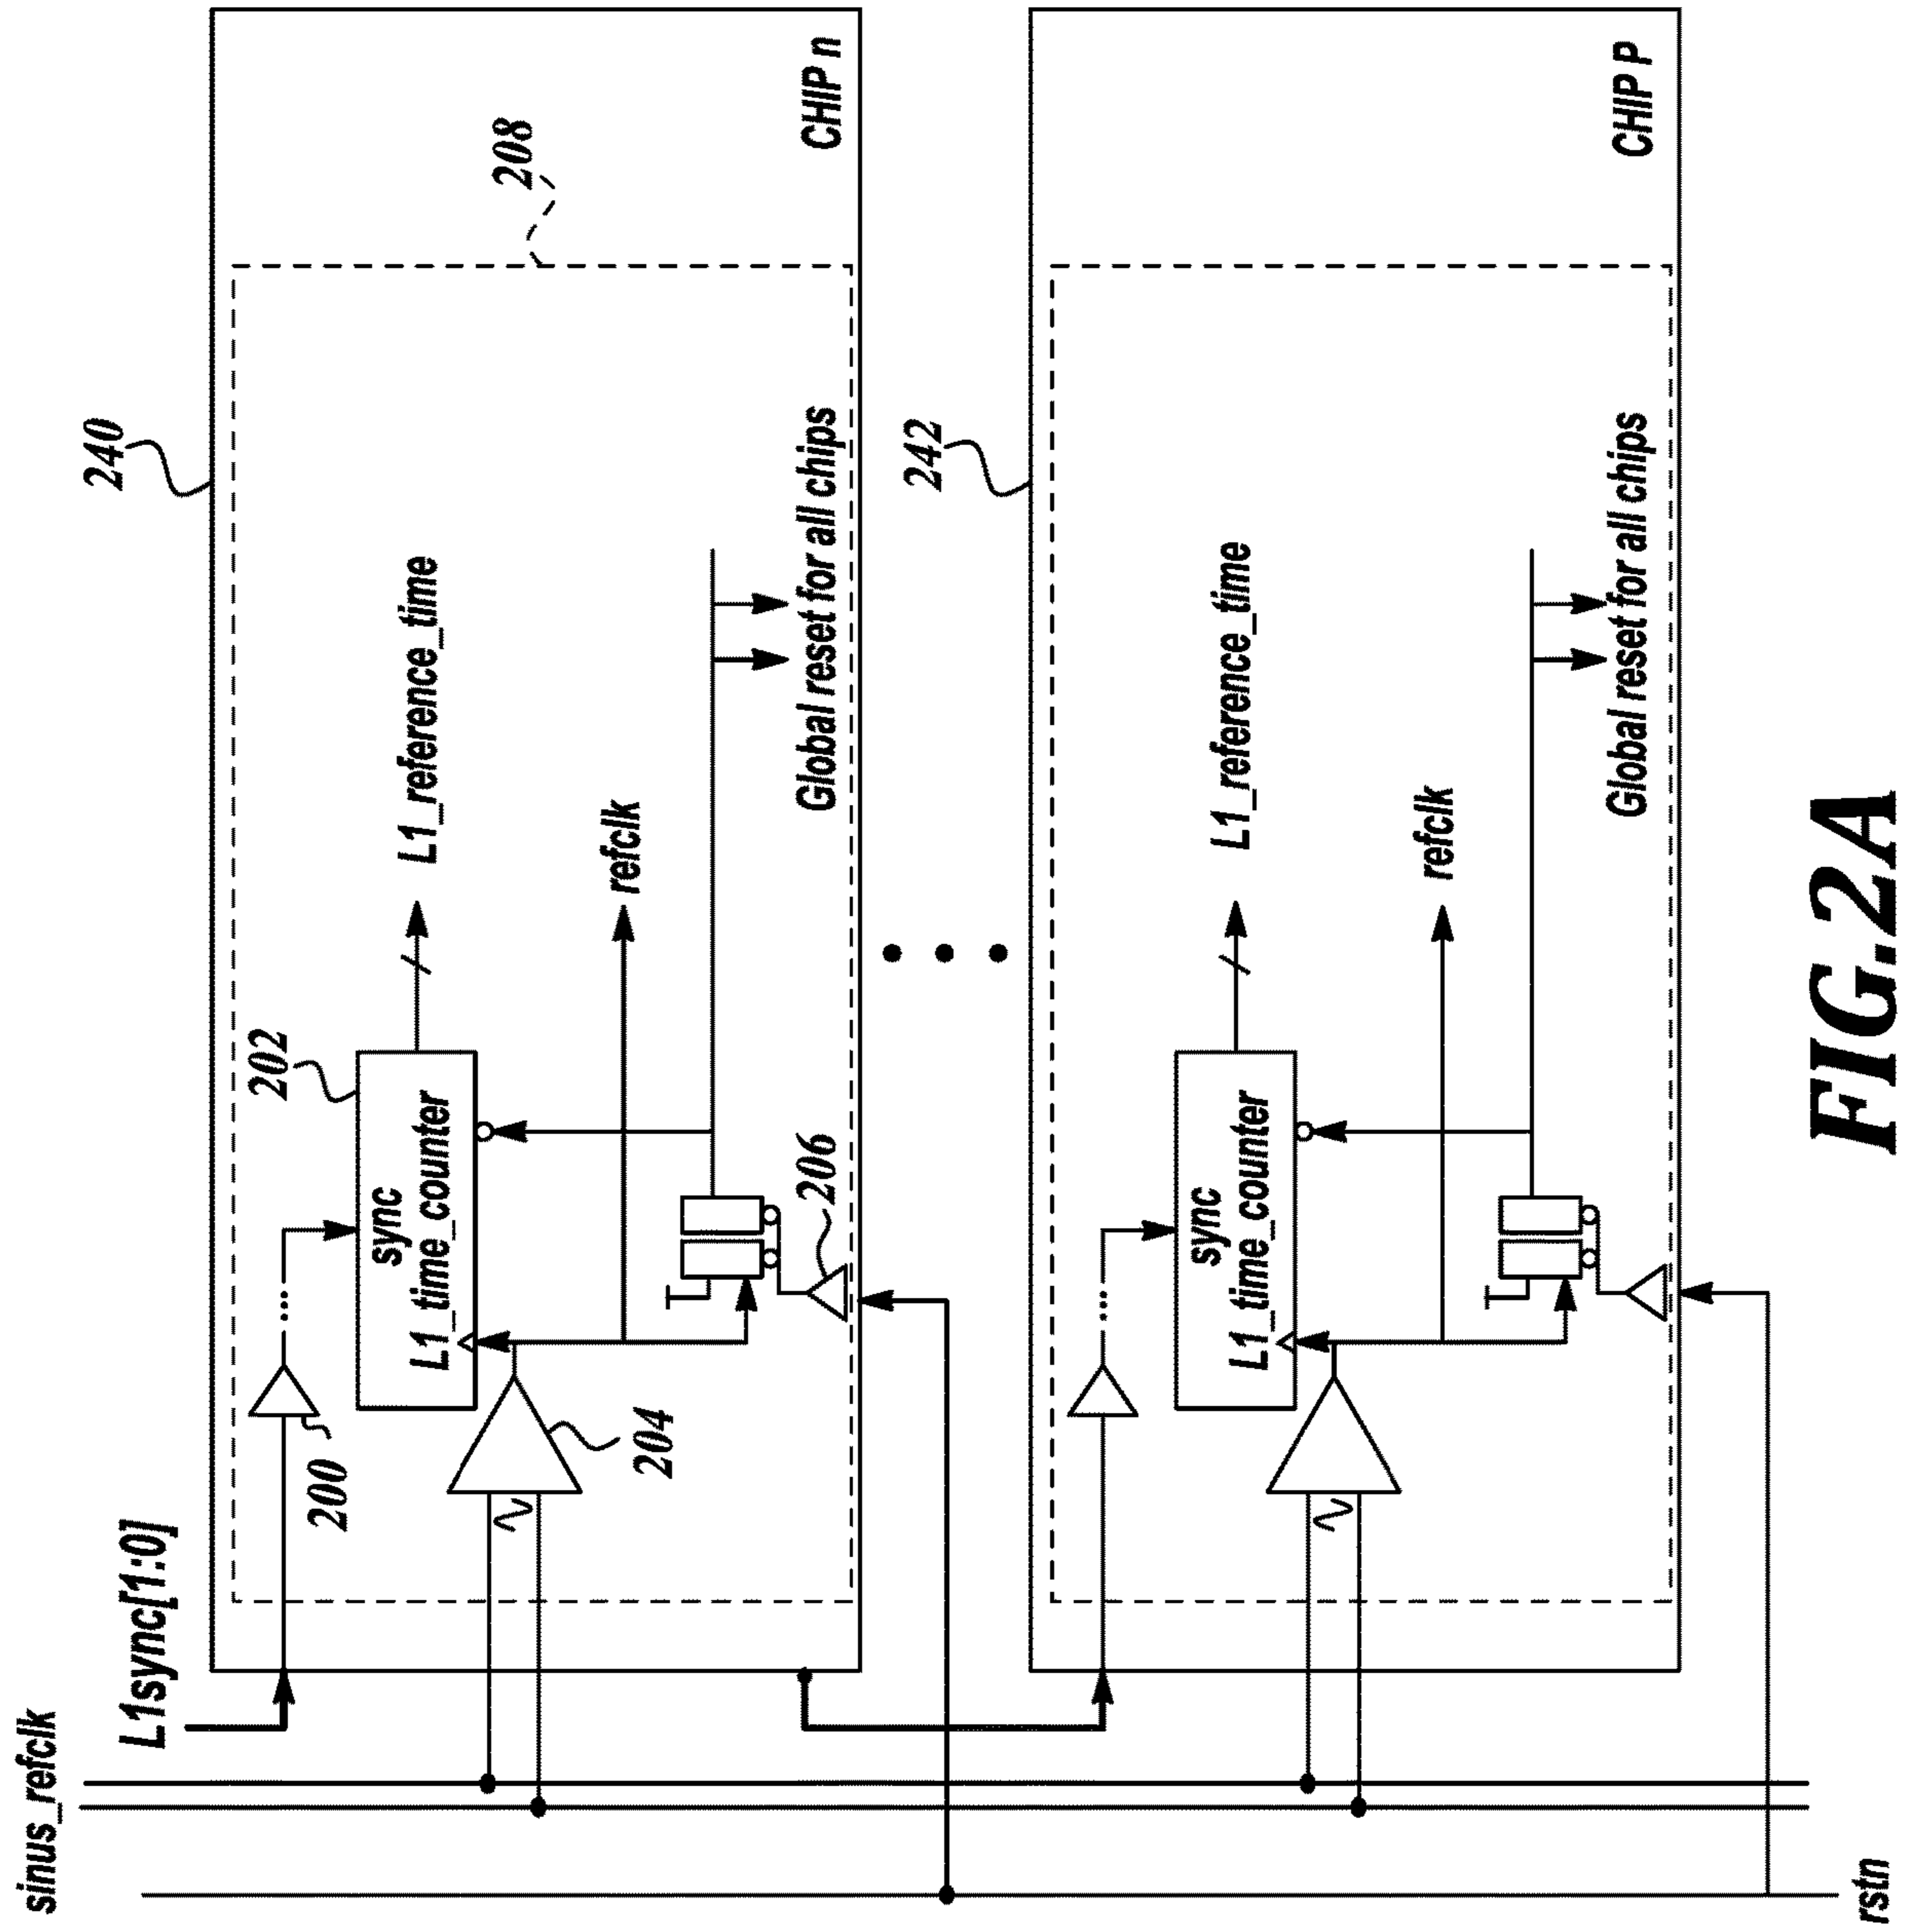 sinus_refclk
L1sync[1:0]
rstn
240
CHIP n
208
200
202
sync
L1_time_counter
L1_reference_time
204
refclk
206
Global reset for all chips
...
242
CHIP P
sync
L1_time_counter
L1_reference_time
refclk
Global reset for all chips
...
FIG.2A